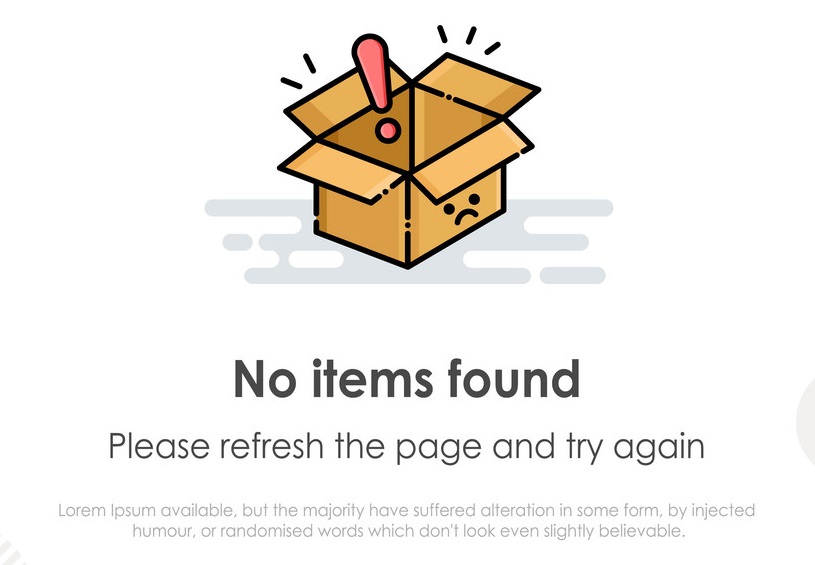 No items found
Please refresh the page and try again
Lorem Ipsum available, but the majority have suffered alteration in some form, by injected
humour, or randomised words which don't look even slightly believable.